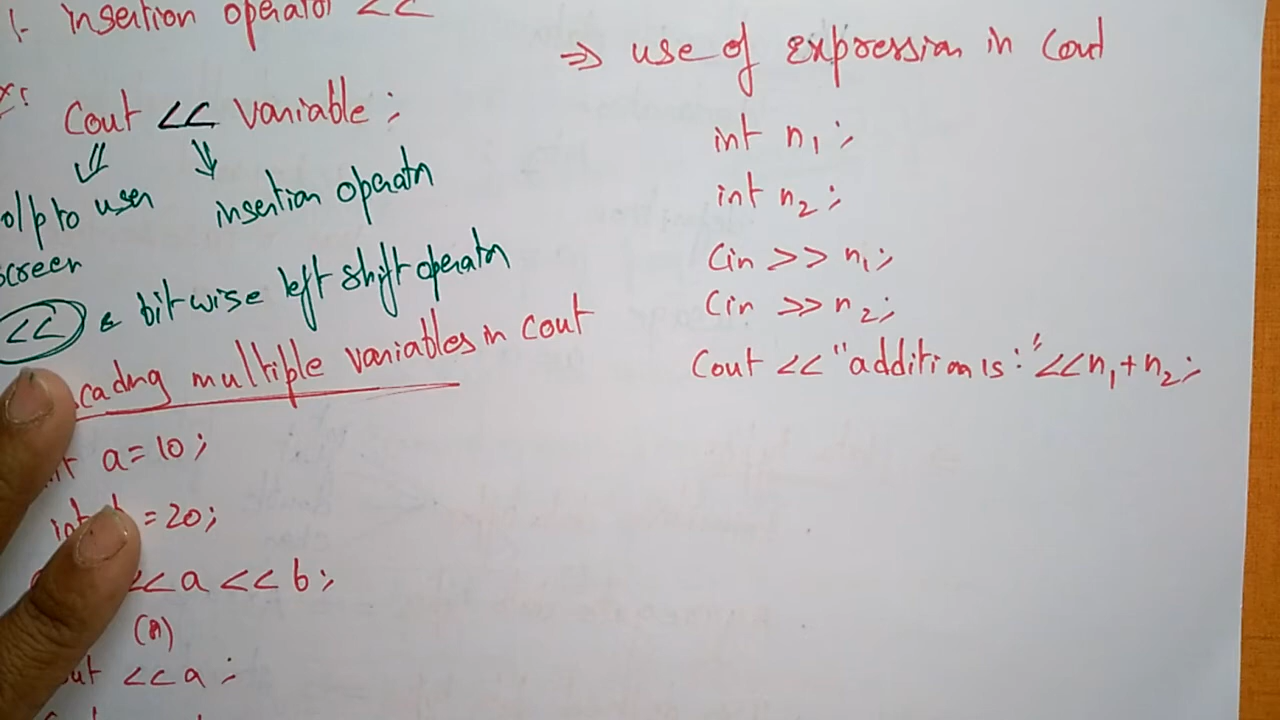 1- insertion operator <<
Cout << Variable ;
o/p to user
screen
insertion operator
<< & bitwise left shift operator
cading multiple variables in Cout
a = 10 ;
int = 20 ;
<< a << b ;
(or)
<< a ;
⇒ use of expression in Cout
int n1 ;
int n2 ;
Cin >> n1 ;
Cin >> n2 ;
Cout << "addition is : " << n1 + n2 ;